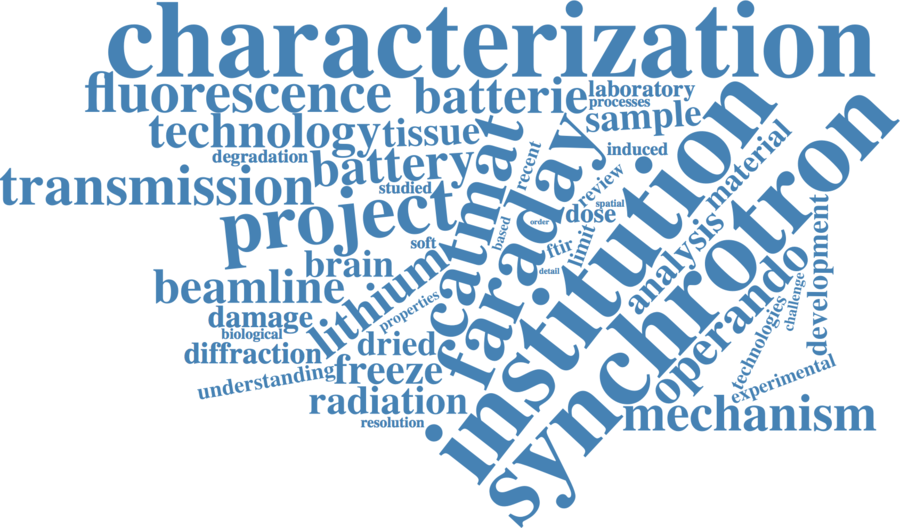 characterization
fluorescence
batterie
laboratory
processes
sample
technology
tissue
degradation
battery
studied
transmission
project
catmat
recent
faraday
induced
review
spatial
dose
order
based
limit
ftir
detail
institution
material
analysis
synchrotron
soft
brain
lithium
beamline
properties
damage
biological
diffraction
dried
understanding
freeze
radiation
resolution
operando
development
challenge
technologies
experimental
mechanism